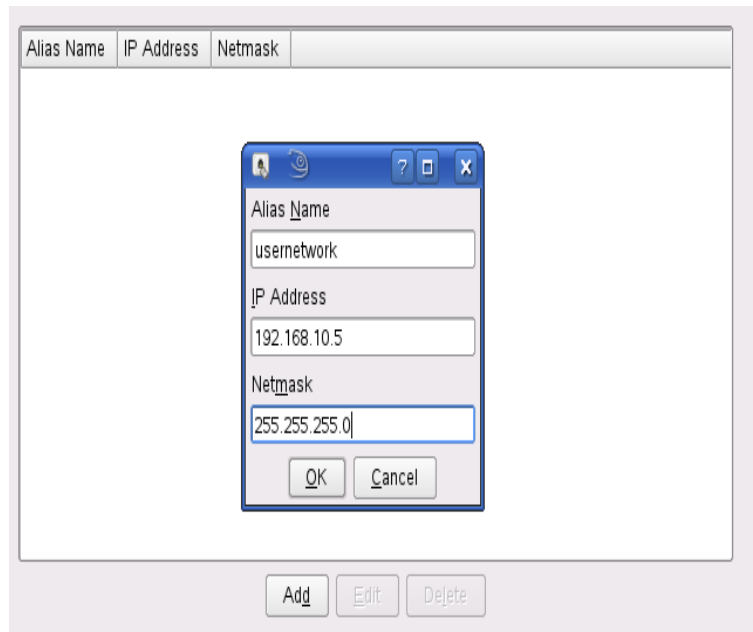 Alias Name IP Address Netmask
?
Alias Name
usernetwork
IP Address
192.168.10.5
Netmask
255.255.255.0
OK Cancel
Add Edit Delete